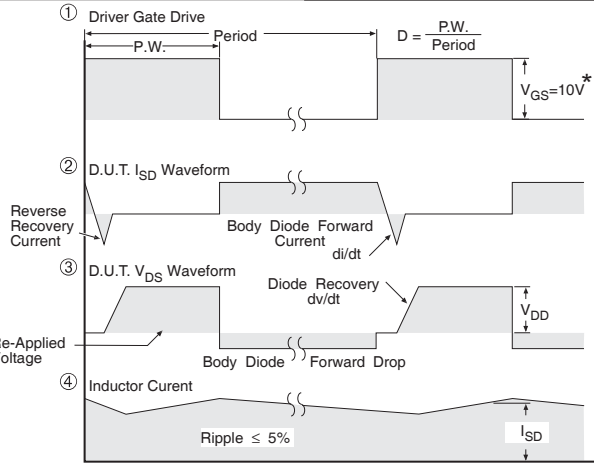 ① Driver Gate Drive
Period
P.W.
D = P.W. / Period
V_GS=10V*
② D.U.T. I_SD Waveform
Reverse
Recovery
Current
Body Diode Forward
Current
di/dt
③ D.U.T. V_DS Waveform
Diode Recovery
dv/dt
V_DD
Re-Applied
Voltage
Body Diode Forward Drop
④ Inductor Curent
Ripple ≤ 5%
I_SD